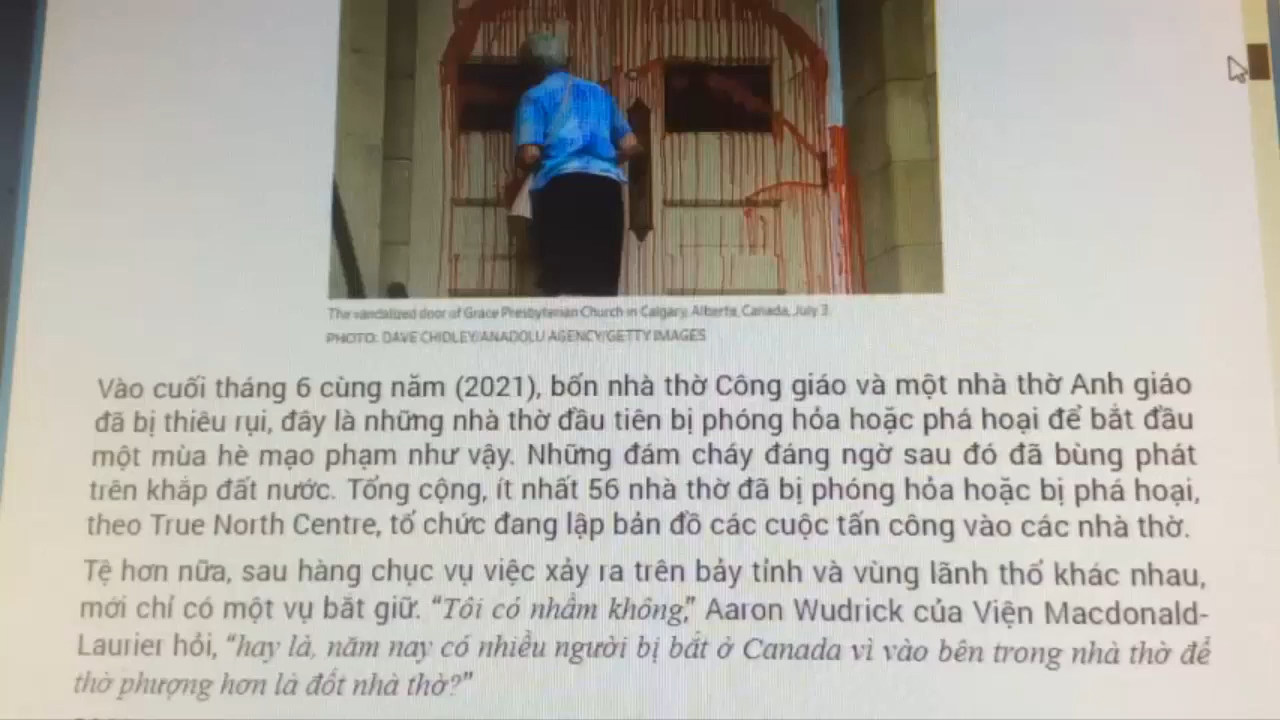 The vandalized door of Grace Presbyterian Church in Calgary, Alberta, Canada, July 3.
PHOTO: DAVE CHIDLEY/ANADOLU AGENCY/GETTY IMAGES
Vào cuối tháng 6 cùng năm (2021), bốn nhà thờ Công giáo và một nhà thờ Anh giáo
đã bị thiêu rụi, đây là những nhà thờ đầu tiên bị phóng hỏa hoặc phá hoại để bắt đầu
một mùa hè mạo phạm như vậy. Những đám cháy đáng ngờ sau đó đã bùng phát
trên khắp đất nước. Tổng cộng, ít nhất 56 nhà thờ đã bị phóng hỏa hoặc bị phá hoại,
theo True North Centre, tổ chức đang lập bản đồ các cuộc tấn công vào các nhà thờ.
Tệ hơn nữa, sau hàng chục vụ việc xảy ra trên bảy tỉnh và vùng lãnh thổ khác nhau,
mới chỉ có một vụ bắt giữ. “Tôi có nhầm không,” Aaron Wudrick của Viện Macdonald-
Laurier hỏi, “hay là, năm nay có nhiều người bị bắt ở Canada vì vào bên trong nhà thờ để
thờ phượng hơn là đốt nhà thờ?”